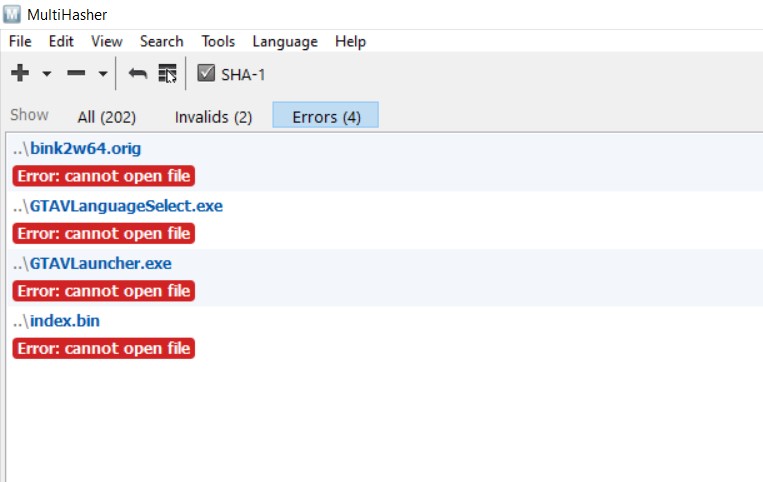 MultiHasher
File Edit View Search Tools Language Help
SHA-1
Show All (202) Invalids (2) Errors (4)
..\bink2w64.orig
Error: cannot open file
..\GTAVLanguageSelect.exe
Error: cannot open file
..\GTAVLauncher.exe
Error: cannot open file
..\index.bin
Error: cannot open file